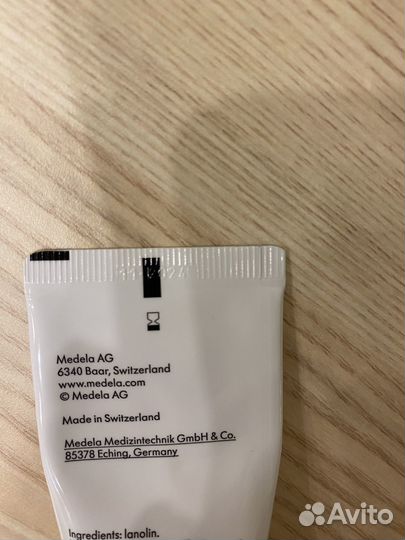 Medela AG
6340 Baar, Switzerland
www.medela.com
© Medela AG
Made in Switzerland
Medela Medizintechnik GmbH & Co.
85378 Eching, Germany
Ingredients: lanolin.
Avito